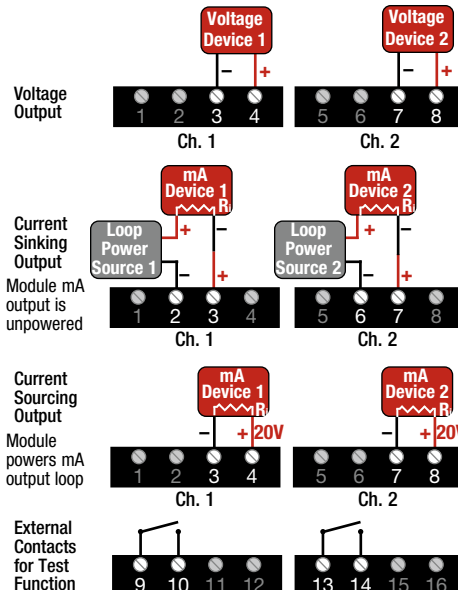 Voltage
Device 1
Voltage
Device 2
– +
– +
Voltage
Output
1 2 3 4
5 6 7 8
Ch. 1
Ch. 2
mA
Device 1
Ri
mA
Device 2
Ri
Current
Sinking
Output
Module mA
output is
unpowered
Loop
Power
Source 1
+ –
– +
Loop
Power
Source 2
+ –
– +
1 2 3 4
5 6 7 8
Ch. 1
Ch. 2
Current
Sourcing
Output
Module
powers mA
output loop
mA
Device 1
Ri
mA
Device 2
Ri
– + 20V
– + 20V
1 2 3 4
5 6 7 8
Ch. 1
Ch. 2
External
Contacts
for Test
Function
9 10 11 12
13 14 15 16